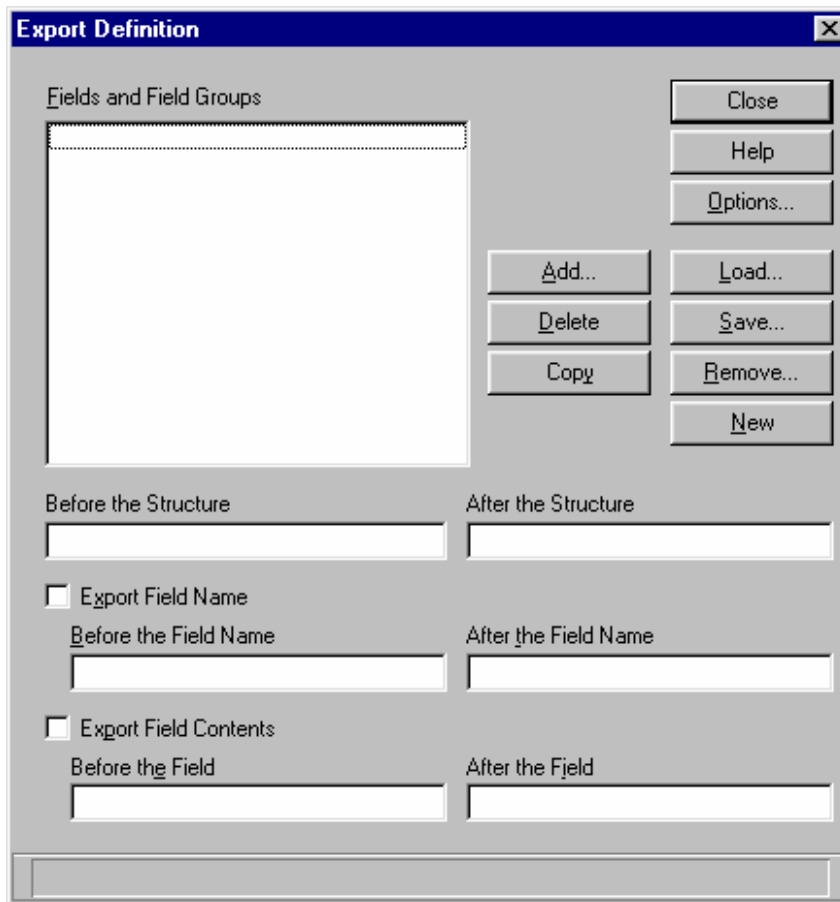 Export Definition
Fields and Field Groups
Close
Help
Options...
Add...
Load...
Delete
Save...
Copy
Remove...
New
Before the Structure
After the Structure
Export Field Name
Before the Field Name
After the Field Name
Export Field Contents
Before the Field
After the Field